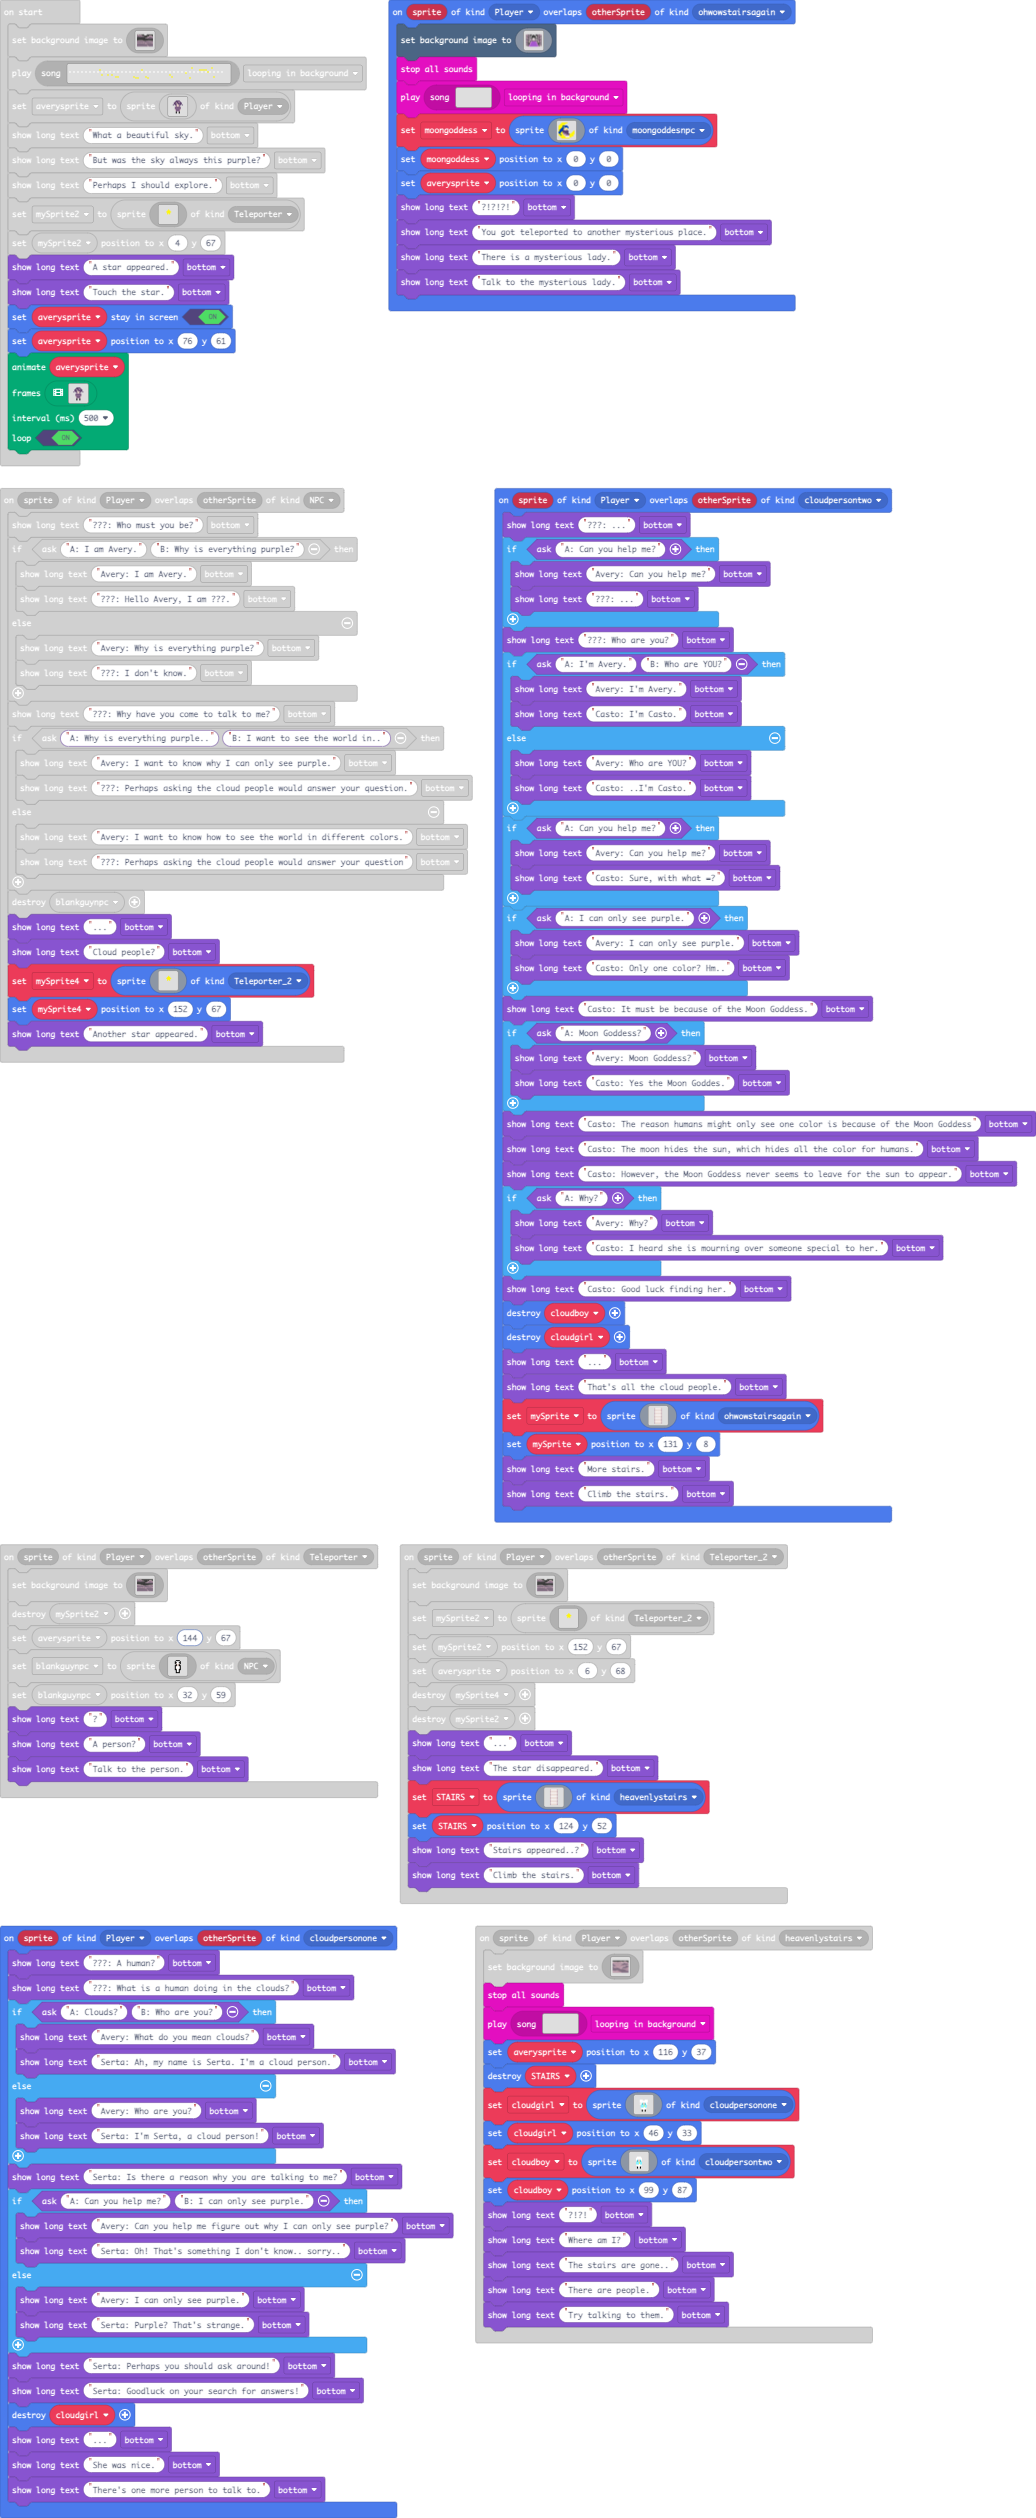 on start
set background image to
play song looping in background
set averysprite to sprite of kind Player
show long text "What a beautiful sky." bottom
show long text "But was the sky always this purple?" bottom
show long text "Perhaps I should explore." bottom
set mySprite2 to sprite of kind Teleporter
set mySprite2 position to x 4 y 67
show long text "A star appeared." bottom
show long text "Touch the star." bottom
set averysprite stay in screen ON
set averysprite position to x 76 y 61
animate averysprite
frames
interval (ms) 500
loop ON
on sprite of kind Player overlaps otherSprite of kind ohwowstairsagain
set background image to
stop all sounds
play song looping in background
set moongoddess to sprite of kind moongoddesnpc
set moongoddess position to x 0 y 0
set averysprite position to x 0 y 0
show long text "?!?!?!" bottom
show long text "You got teleported to another mysterious place." bottom
show long text "There is a mysterious lady." bottom
show long text "Talk to the mysterious lady." bottom
on sprite of kind Player overlaps otherSprite of kind NPC
show long text "???: Who must you be?" bottom
if ask "A: I am Avery." "B: Why is everything purple?" then
show long text "Avery: I am Avery." bottom
show long text "???: Hello Avery, I am ???." bottom
else
show long text "Avery: Why is everything purple?" bottom
show long text "???: I don't know." bottom
show long text "???: Why have you come to talk to me?" bottom
if ask "A: Why is everything purple.." "B: I want to see the world in.." then
show long text "Avery: I want to know why I can only see purple." bottom
show long text "???: Perhaps asking the cloud people would answer your question." bottom
else
show long text "Avery: I want to know how to see the world in different colors." bottom
show long text "???: Perhaps asking the cloud people would answer your question" bottom
destroy blankguynpc
show long text "..." bottom
show long text "Cloud people?" bottom
set mySprite4 to sprite of kind Teleporter_2
set mySprite4 position to x 152 y 67
show long text "Another star appeared." bottom
on sprite of kind Player overlaps otherSprite of kind cloudpersontwo
show long text "???: ..." bottom
if ask "A: Can you help me?" then
show long text "Avery: Can you help me?" bottom
show long text "???: ..." bottom
show long text "???: Who are you?" bottom
if ask "A: I'm Avery." "B: Who are YOU?" then
show long text "Avery: I'm Avery." bottom
show long text "Casto: I'm Casto." bottom
else
show long text "Avery: Who are YOU?" bottom
show long text "Casto: ..I'm Casto." bottom
if ask "A: Can you help me?" then
show long text "Avery: Can you help me?" bottom
show long text "Casto: Sure, with what =?" bottom
if ask "A: I can only see purple." then
show long text "Avery: I can only see purple." bottom
show long text "Casto: Only one color? Hm.." bottom
show long text "Casto: It must be because of the Moon Goddess." bottom
if ask "A: Moon Goddess?" then
show long text "Avery: Moon Goddess?" bottom
show long text "Casto: Yes the Moon Goddes." bottom
show long text "Casto: The reason humans might only see one color is because of the Moon Goddess" bottom
show long text "Casto: The moon hides the sun, which hides all the color for humans." bottom
show long text "Casto: However, the Moon Goddess never seems to leave for the sun to appear." bottom
if ask "A: Why?" then
show long text "Avery: Why?" bottom
show long text "Casto: I heard she is mourning over someone special to her." bottom
show long text "Casto: Good luck finding her." bottom
destroy cloudboy
destroy cloudgirl
show long text "..." bottom
show long text "That's all the cloud people." bottom
set mySprite to sprite of kind ohwowstairsagain
set mySprite position to x 131 y 8
show long text "More stairs." bottom
show long text "Climb the stairs." bottom
on sprite of kind Player overlaps otherSprite of kind Teleporter
set background image to
destroy mySprite2
set averysprite position to x 144 y 67
set blankguynpc to sprite of kind NPC
set blankguynpc position to x 32 y 59
show long text "?" bottom
show long text "A person?" bottom
show long text "Talk to the person." bottom
on sprite of kind Player overlaps otherSprite of kind Teleporter_2
set background image to
set mySprite2 to sprite of kind Teleporter_2
set mySprite2 position to x 152 y 67
set averysprite position to x 6 y 68
destroy mySprite4
destroy mySprite2
show long text "..." bottom
show long text "The star disappeared." bottom
set STAIRS to sprite of kind heavenlystairs
set STAIRS position to x 124 y 52
show long text "Stairs appeared..?" bottom
show long text "Climb the stairs." bottom
on sprite of kind Player overlaps otherSprite of kind cloudpersonone
show long text "???: A human?" bottom
show long text "???: What is a human doing in the clouds?" bottom
if ask "A: Clouds?" "B: Who are you?" then
show long text "Avery: What do you mean clouds?" bottom
show long text "Serta: Ah, my name is Serta. I'm a cloud person." bottom
else
show long text "Avery: Who are you?" bottom
show long text "Serta: I'm Serta, a cloud person!" bottom
show long text "Serta: Is there a reason why you are talking to me?" bottom
if ask "A: Can you help me?" "B: I can only see purple." then
show long text "Avery: Can you help me figure out why I can only see purple?" bottom
show long text "Serta: Oh! That's something I don't know.. sorry.." bottom
else
show long text "Avery: I can only see purple." bottom
show long text "Serta: Purple? That's strange." bottom
show long text "Serta: Perhaps you should ask around!" bottom
show long text "Serta: Goodluck on your search for answers!" bottom
destroy cloudgirl
show long text "..." bottom
show long text "She was nice." bottom
show long text "There's one more person to talk to." bottom
on sprite of kind Player overlaps otherSprite of kind heavenlystairs
set background image to
stop all sounds
play song looping in background
set averysprite position to x 116 y 37
destroy STAIRS
set cloudgirl to sprite of kind cloudpersonone
set cloudgirl position to x 46 y 33
set cloudboy to sprite of kind cloudpersontwo
set cloudboy position to x 99 y 87
show long text "?!?!" bottom
show long text "Where am I?" bottom
show long text "The stairs are gone.." bottom
show long text "There are people." bottom
show long text "Try talking to them." bottom